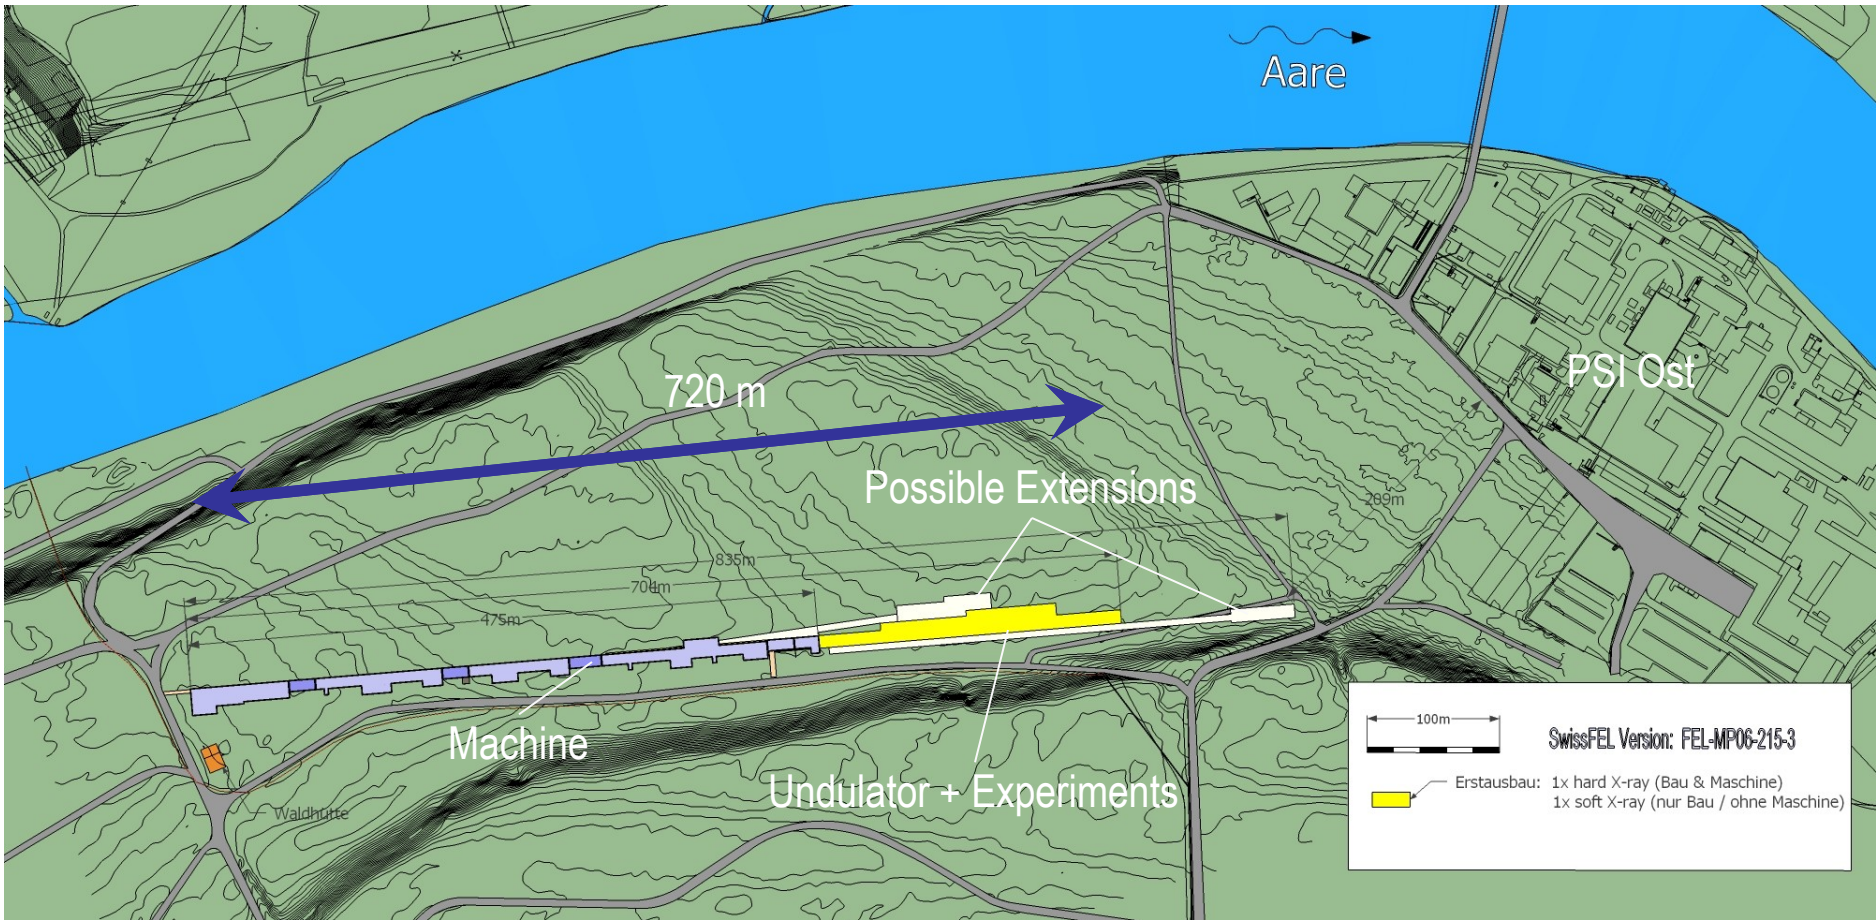 Aare
PSI Ost
720 m
Possible Extensions
209m
835m
704m
475m
Machine
Undulator + Experiments
Waldhütte
100m
SwissFEL Version: FEL-MP06-215-3
Erstausbau: 1x hard X-ray (Bau & Maschine)
1x soft X-ray (nur Bau / ohne Maschine)